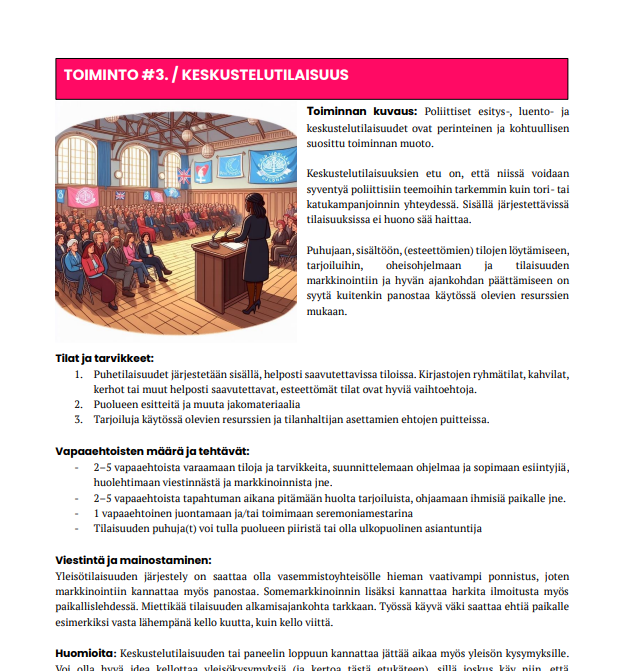 TOIMINTO #3. / KESKUSTELUTILAISUUS
Toiminnan kuvaus: Poliittiset esitys-, luento- ja
keskustelutilaisuudet ovat perinteinen ja kohtuullisen
suosittu toiminnan muoto.
Keskustelutilaisuuksien etu on, että niissä voidaan
syventyä poliittisiin teemoihin tarkemmin kuin tori- tai
katukampanjoinnin yhteydessä. Sisällä järjestettävissä
tilaisuuksissa ei huono sää haittaa.
Puhujaan, sisältöön, (esteettömien) tilojen löytämiseen,
tarjoiluihin, oheisohjelmaan ja tilaisuuden
markkinointiin ja hyvän ajankohdan päättämiseen on
syytä kuitenkin panostaa käytössä olevien resurssien
mukaan.
Tilat ja tarvikkeet:
1. Puhetilaisuudet järjestetään sisällä, helposti saavutettavissa tiloissa. Kirjastojen ryhmätilat, kahvilat,
kerhot tai muut helposti saavutettavat, esteettömät tilat ovat hyviä vaihtoehtoja.
2. Puolueen esitteitä ja muuta jakomateriaalia
3. Tarjoiluja käytössä olevien resurssien ja tilanhaltijan asettamien ehtojen puitteissa.
Vapaaehtoisten määrä ja tehtävät:
- 2–5 vapaaehtoista varaamaan tiloja ja tarvikkeita, suunnittelemaan ohjelmaa ja sopimaan esiintyjiä,
huolehtimaan viestinnästä ja markkinoinnista jne.
- 2–5 vapaaehtoista tapahtuman aikana pitämään huolta tarjoiluista, ohjaamaan ihmisiä paikalle jne.
- 1 vapaaehtoinen juontamaan ja/tai toimimaan seremoniamestarina
- Tilaisuuden puhuja(t) voi tulla puolueen piiristä tai olla ulkopuolinen asiantuntija
Viestintä ja mainostaminen:
Yleisötilaisuuden järjestely on saattaa olla vasemmistoyhteisölle hieman vaativampi ponnistus, joten
markkinointiin kannattaa myös panostaa. Somemarkkinoinnin lisäksi kannattaa harkita ilmoitusta myös
paikallislehdessä. Miettikää tilaisuuden alkamisajankohta tarkkaan. Työssä käyvä väki saattaa ehtiä paikalle
esimerkiksi vasta lähempänä kello kuutta, kuin kello viittä.
Huomioita: Keskustelutilaisuuden tai paneelin loppuun kannattaa jättää aikaa myös yleisön kysymyksille.
Voi olla hyvä idea kellottaa yleisökysymyksiä (ja kertoa tästä etukäteen), sillä joskus käy niin, että